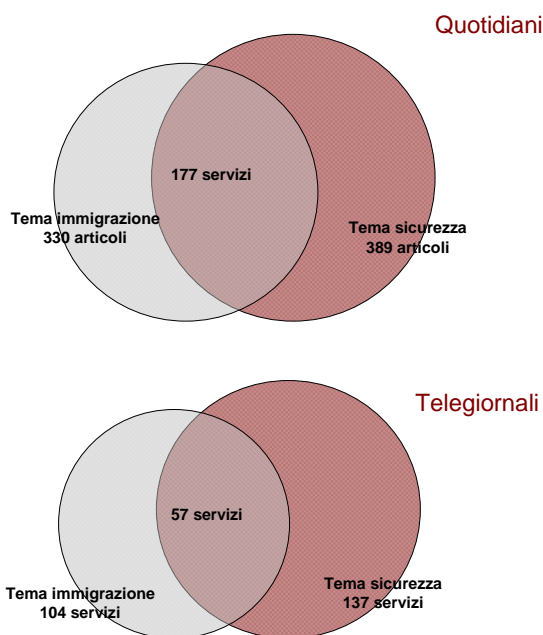 Quotidiani
177 servizi
Tema immigrazione
330 articoli
Tema sicurezza
389 articoli
Telegiornali
57 servizi
Tema immigrazione
104 servizi
Tema sicurezza
137 servizi